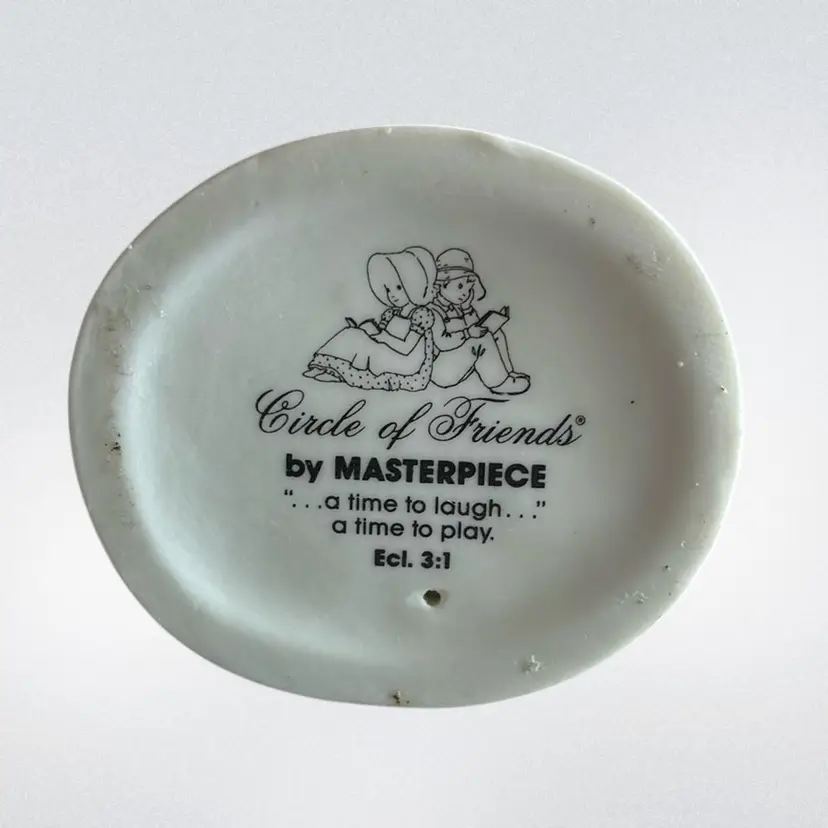 Circle of Friends®
by MASTERPIECE
"...a time to laugh..."
a time to play.
Ecl. 3:1